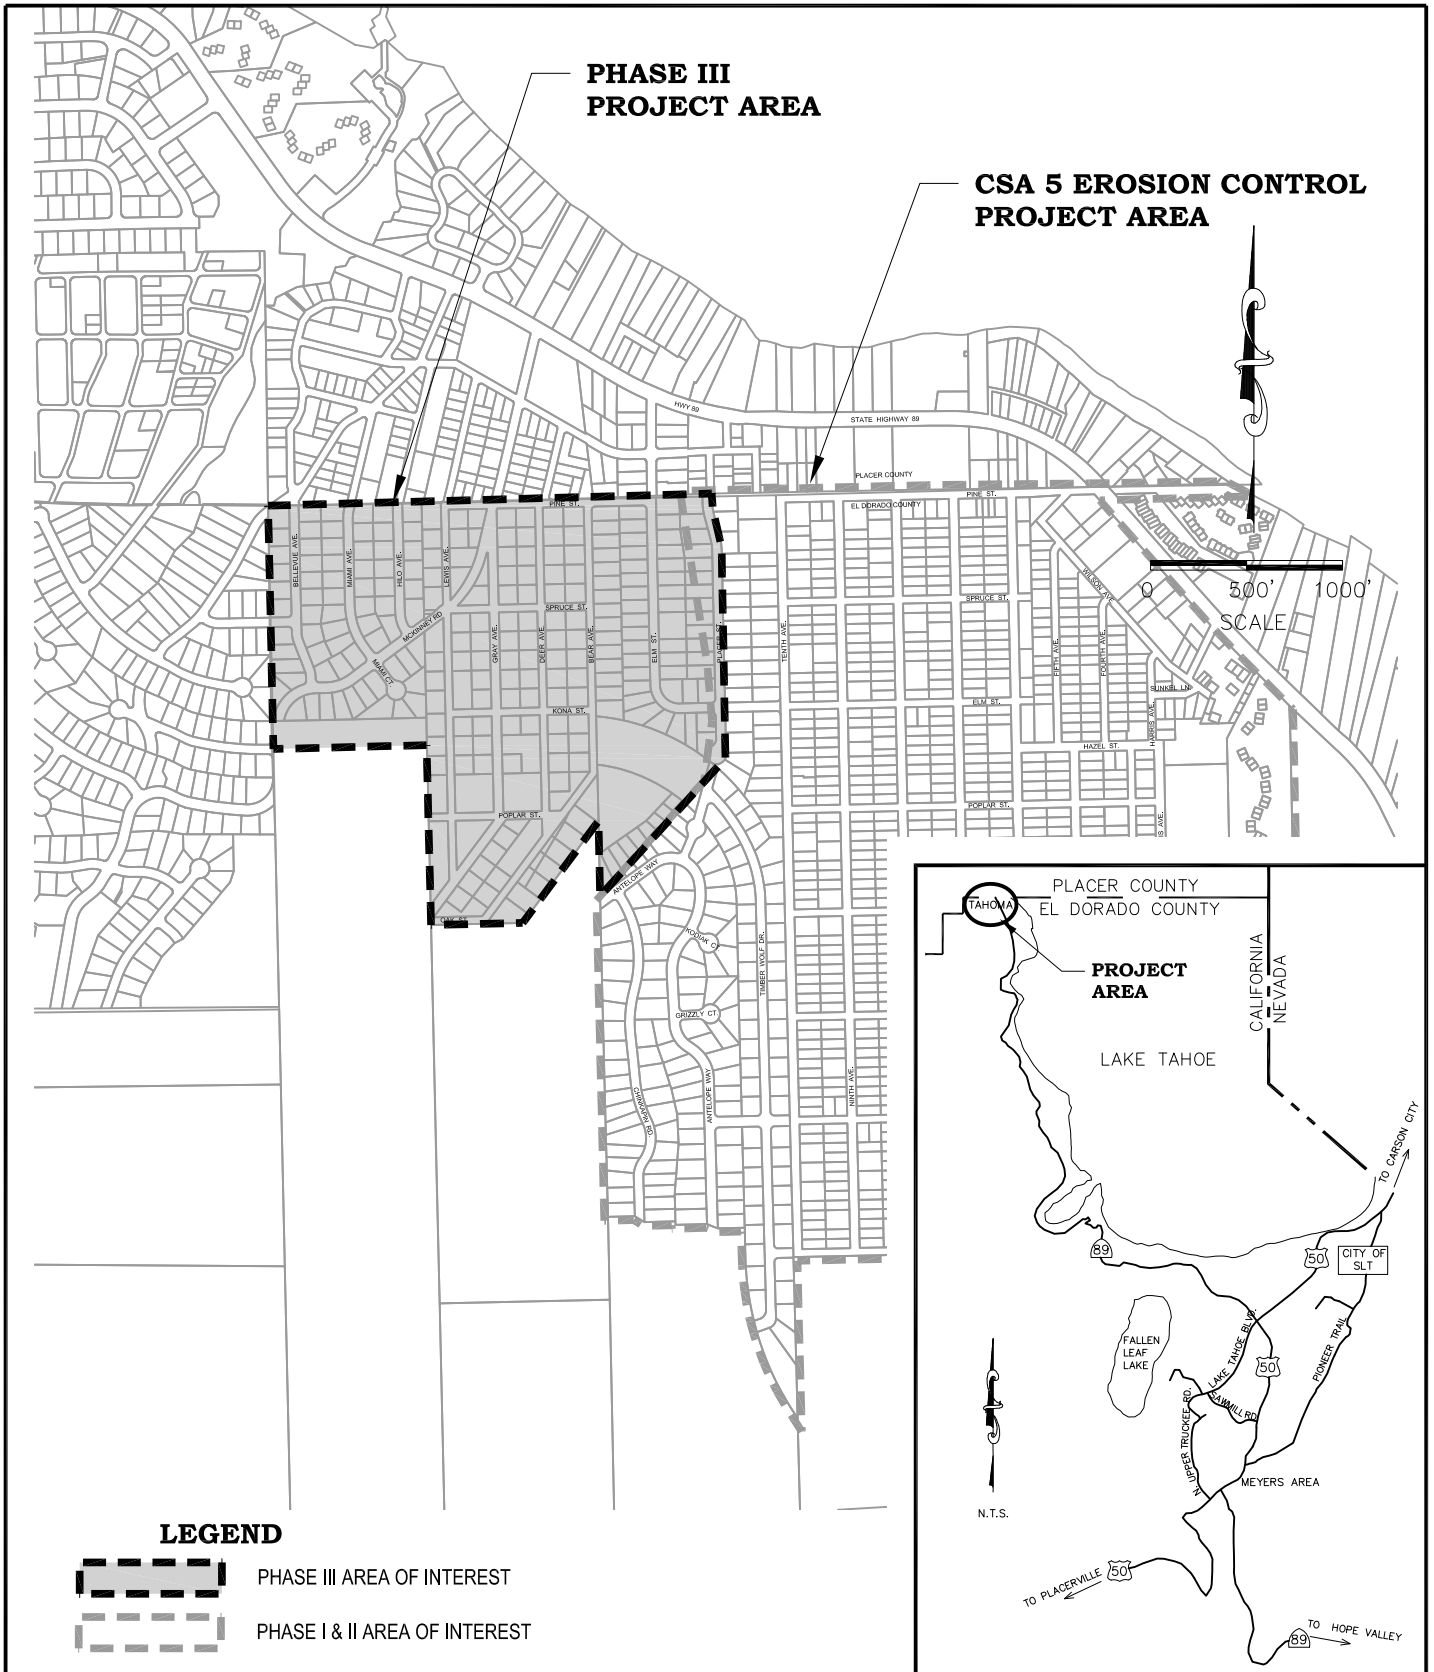 PHASE III
PROJECT AREA
CSA 5 EROSION CONTROL
PROJECT AREA
HWY 89
STATE HIGHWAY 89
PLACER COUNTY
PINE ST.
PINE ST.
EL DORADO COUNTY
BELLEVUE AVE.
MIAMI AVE.
HILO AVE.
LEWIS AVE.
MCKINNEY RD
MIAMI CT.
GRAY AVE.
DEER AVE.
BEAR AVE.
ELM ST.
PLACER ST.
TENTH AVE.
SPRUCE ST.
SPRUCE ST.
WILSON AVE.
FIFTH AVE.
FOURTH AVE.
SUNKEL LN.
HARRIS AVE.
0 500' 1000'
SCALE
KONA ST.
ELM ST.
HAZEL ST.
POPLAR ST.
POPLAR ST.
IS AVE.
OAK ST.
ANTELOPE WAY
KODIAK CT.
TIMBER WOLF DR.
GRIZZLY CT.
CHINKAPIN RD.
ANTELOPE WAY
NINTH AVE.
PLACER COUNTY
TAHOMA
EL DORADO COUNTY
PROJECT
AREA
CALIFORNIA
NEVADA
LAKE TAHOE
TO CARSON CITY
89
50
CITY OF
SLT
FALLEN
LEAF
LAKE
LAKE TAHOE BLVD.
50
PIONEER TRAIL
SAWMILL RD.
N. UPPER TRUCKEE RD.
MEYERS AREA
N.T.S.
TO PLACERVILLE
50
TO HOPE VALLEY
89
LEGEND
PHASE III AREA OF INTEREST
PHASE I & II AREA OF INTEREST